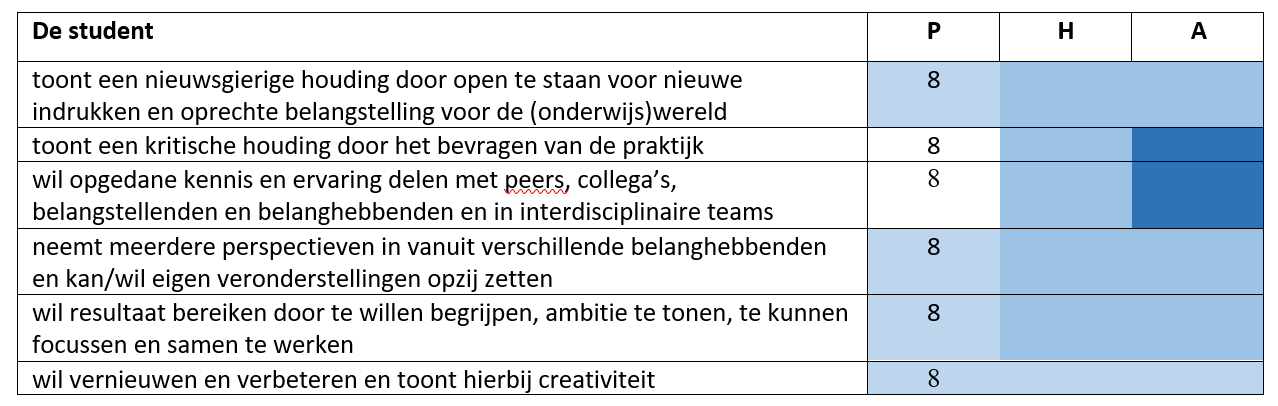 De student P H A
toont een nieuwsgierige houding door open te staan voor nieuwe 8
indrukken en oprechte belangstelling voor de (onderwijs)wereld
toont een kritische houding door het bevragen van de praktijk 8
wil opgedane kennis en ervaring delen met peers, collega’s, 8
belangstellenden en belanghebbenden en in interdisciplinaire teams
neemt meerdere perspectieven in vanuit verschillende belanghebbenden 8
en kan/wil eigen veronderstellingen opzij zetten
wil resultaat bereiken door te willen begrijpen, ambitie te tonen, te kunnen 8
focussen en samen te werken
wil vernieuwen en verbeteren en toont hierbij creativiteit 8